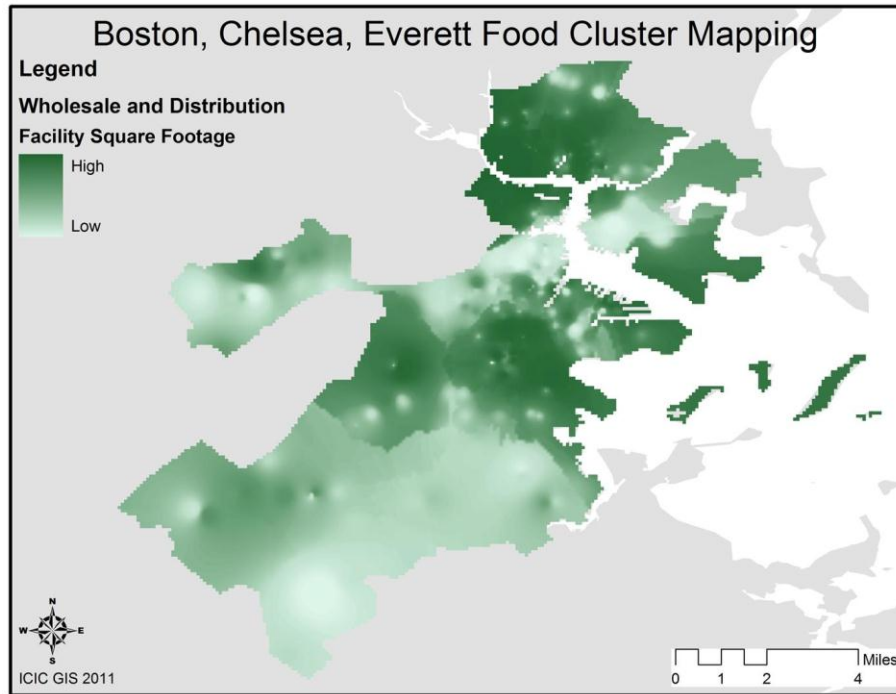 Boston, Chelsea, Everett Food Cluster Mapping
Legend
Wholesale and Distribution
Facility Square Footage
High
Low
N
W E
S
ICIC GIS 2011
Miles
0 1 2 4